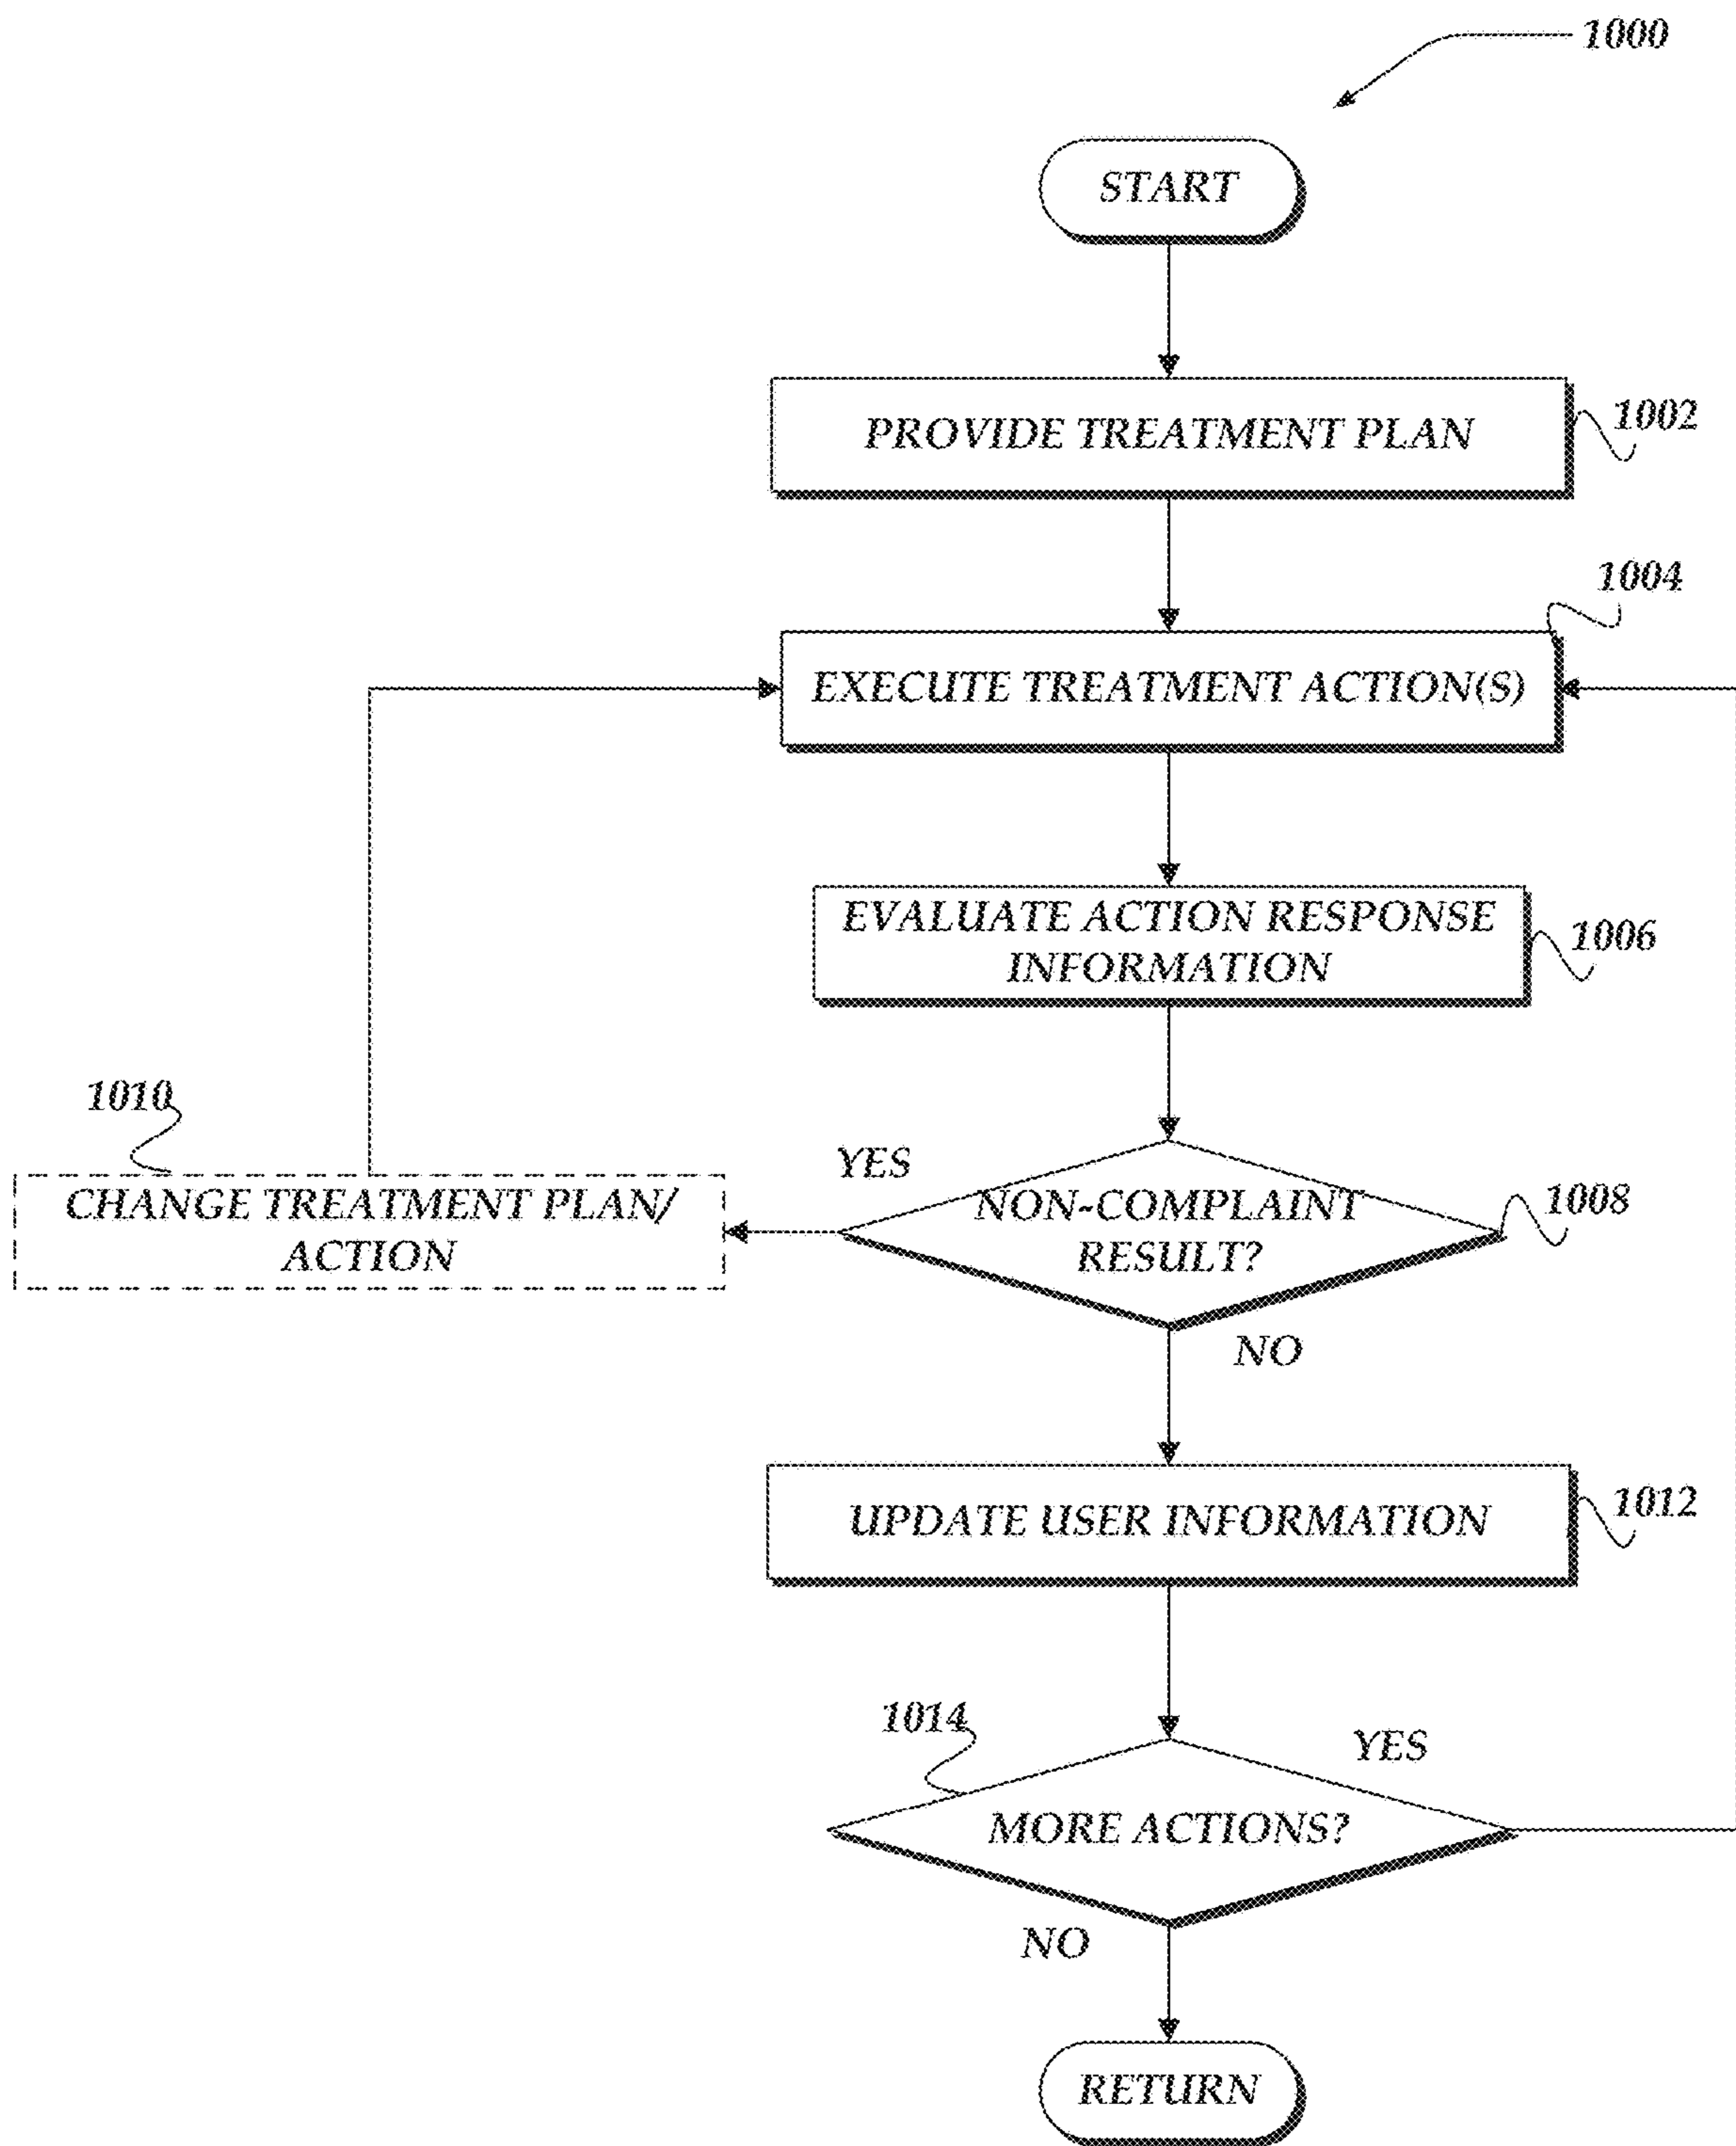 1000
START
PROVIDE TREATMENT PLAN
1002
1004
EXECUTE TREATMENT ACTION(S)
EVALUATE ACTION RESPONSE
INFORMATION
1006
1010
CHANGE TREATMENT PLAN/
ACTION
YES
NON-COMPLAINT
RESULT?
1008
NO
UPDATE USER INFORMATION
1012
1014
YES
MORE ACTIONS?
NO
RETURN